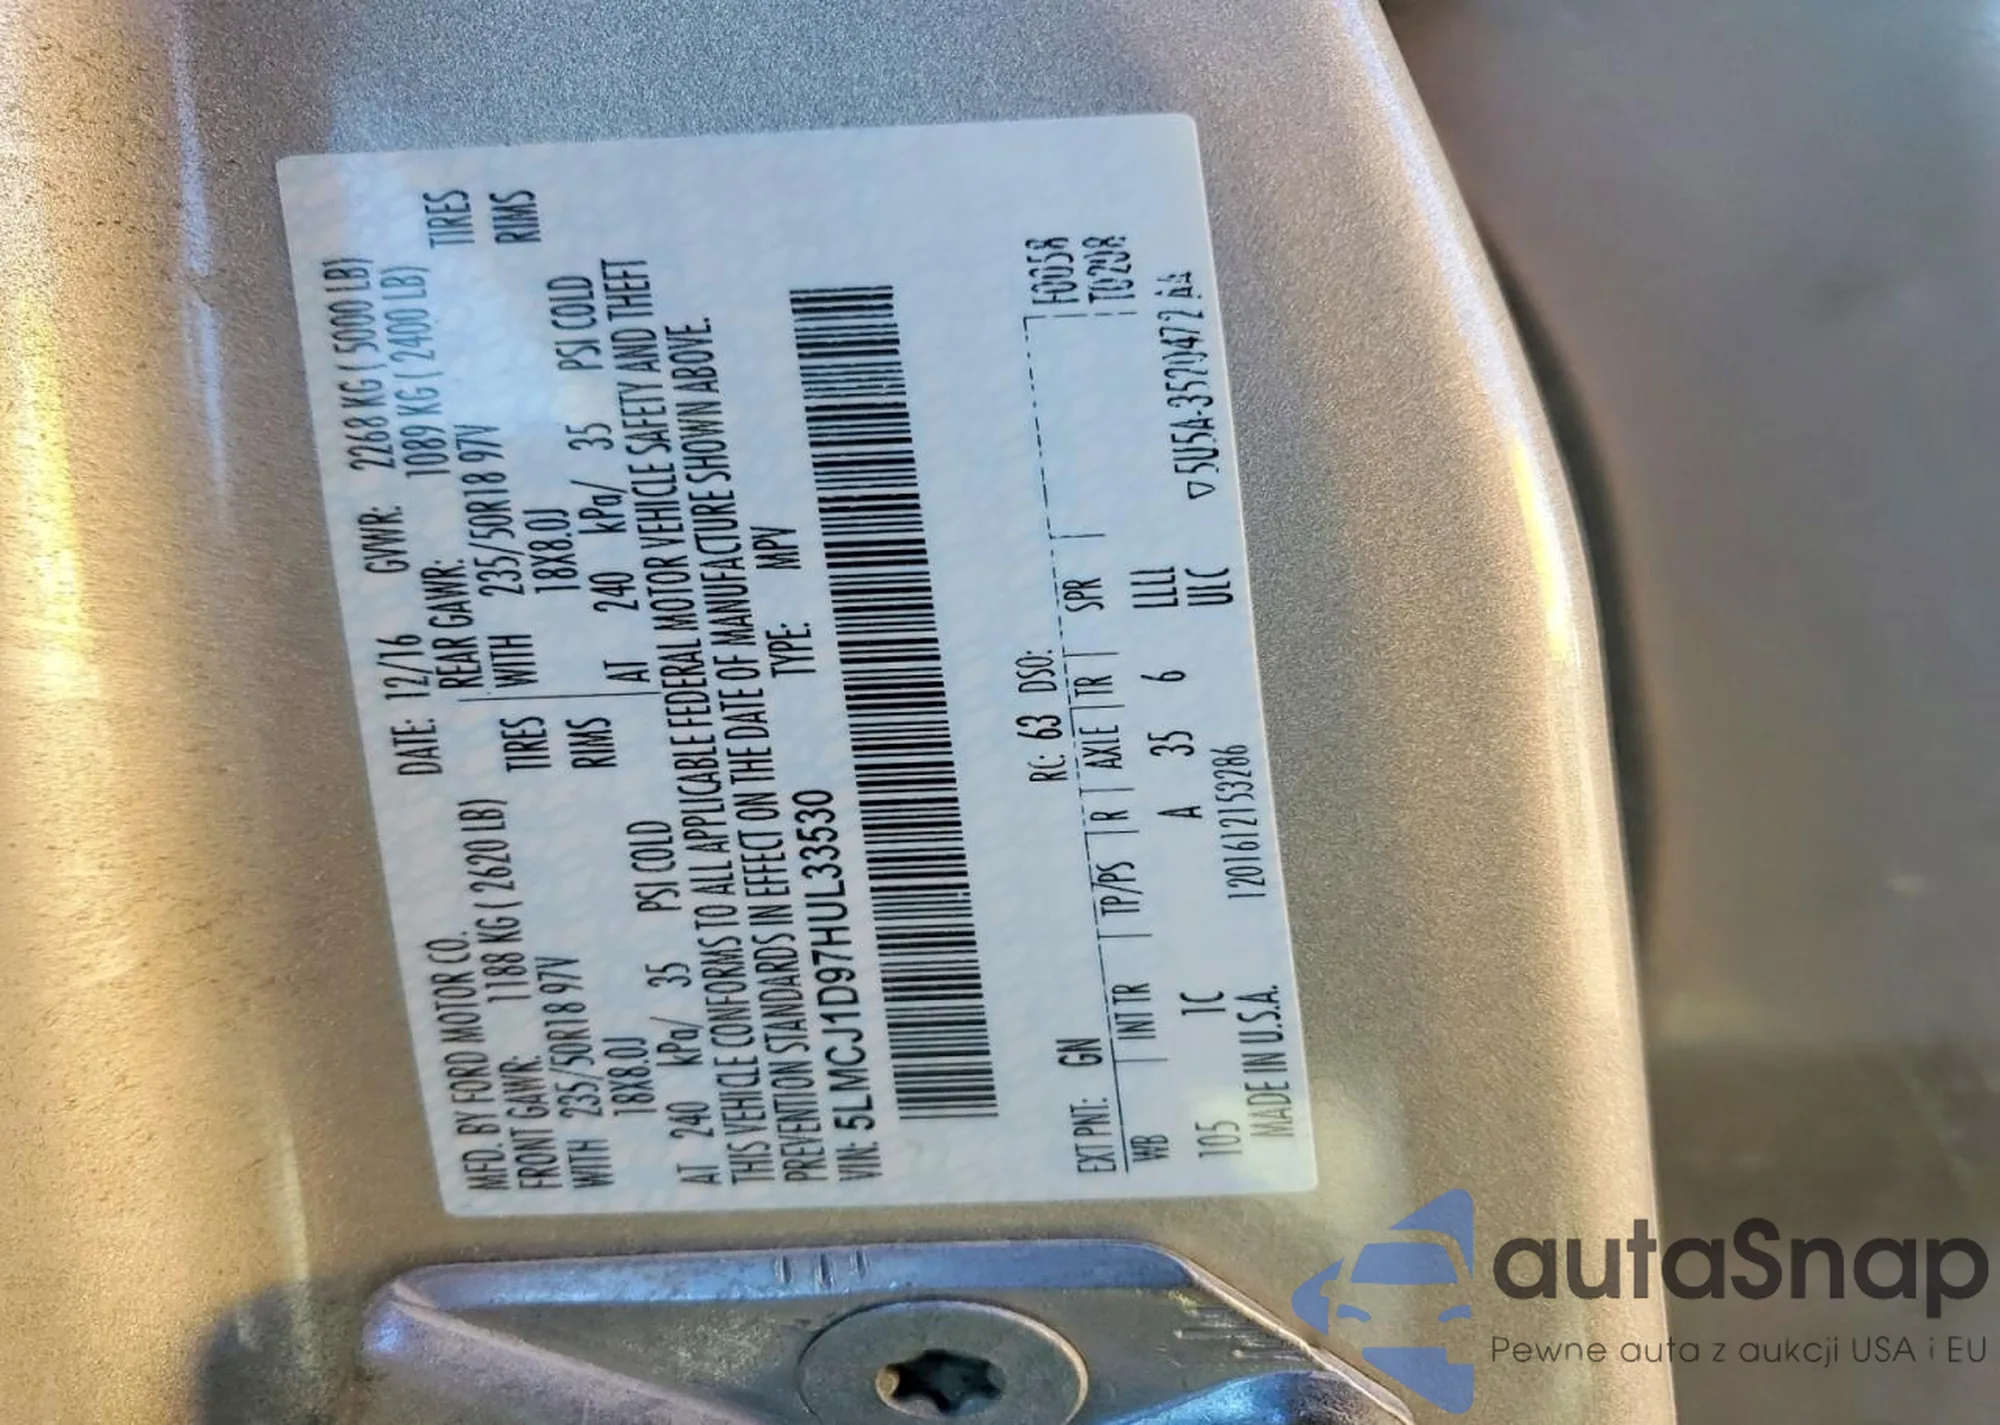 MFD. BY FORD MOTOR CO. DATE: 12/16 GVWR: 2268 KG ( 5000 LB)
FRONT GAWR: 1188 KG ( 2620 LB) REAR GAWR: 1089 KG ( 2400 LB)
WITH 235/50R18 97V TIRES WITH 235/50R18 97V TIRES
18X8.0J RIMS 18X8.0J RIMS
AT 240 kPa/ 35 PSI COLD AT 240 kPa/ 35 PSI COLD
THIS VEHICLE CONFORMS TO ALL APPLICABLE FEDERAL MOTOR VEHICLE SAFETY AND THEFT
PREVENTION STANDARDS IN EFFECT ON THE DATE OF MANUFACTURE SHOWN ABOVE.
VIN: 5LMCJ1D97HUL33530 TYPE: MPV
EXT PNT: GN RC: 63 DSO: F0058
WB INT TR TP/PS R AXLE TR SPR T0208
105 1C A 35 6 LLLL
ULC
MADE IN U.S.A. 1201612153286 5U5A-3520472 AA
autaSnap
Pewne auta z aukcji USA i EU